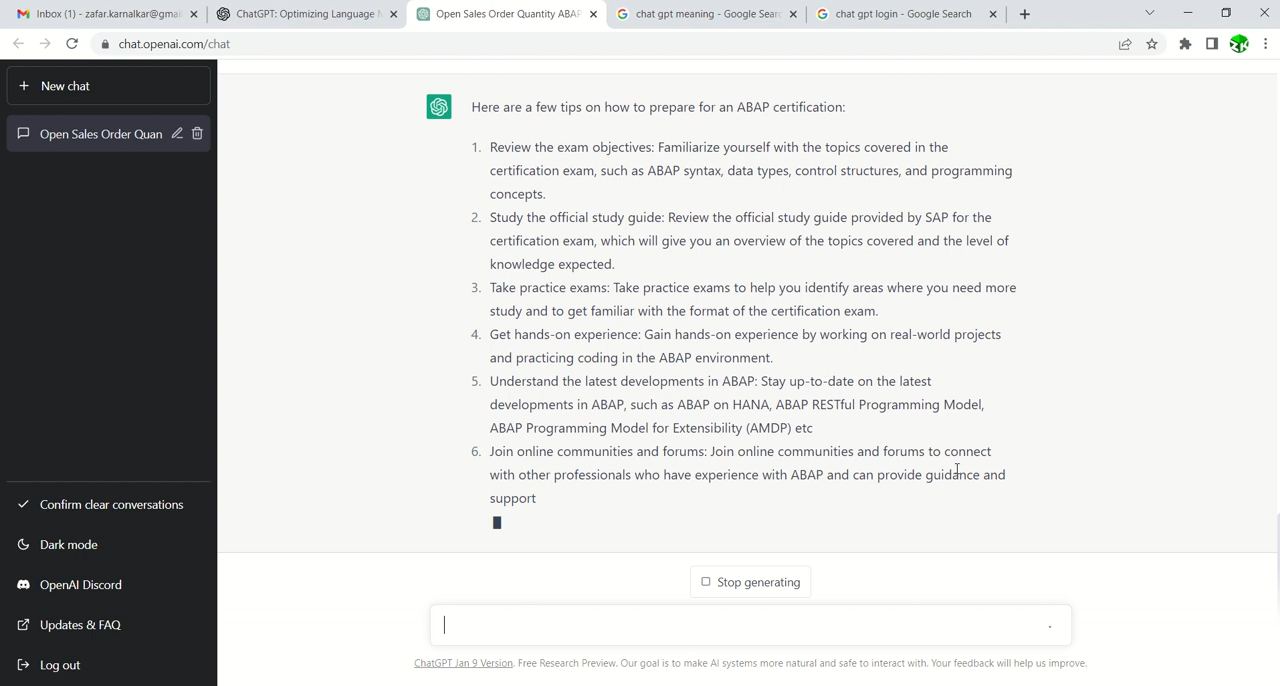 Inbox (1) - zafar.karnalkar@gmai
ChatGPT: Optimizing Language M
Open Sales Order Quantity ABAP
chat gpt meaning - Google Searc
chat gpt login - Google Search
chat.openai.com/chat
New chat
Open Sales Order Quan
Here are a few tips on how to prepare for an ABAP certification:
1. Review the exam objectives: Familiarize yourself with the topics covered in the
certification exam, such as ABAP syntax, data types, control structures, and programming
concepts.
2. Study the official study guide: Review the official study guide provided by SAP for the
certification exam, which will give you an overview of the topics covered and the level of
knowledge expected.
3. Take practice exams: Take practice exams to help you identify areas where you need more
study and to get familiar with the format of the certification exam.
4. Get hands-on experience: Gain hands-on experience by working on real-world projects
and practicing coding in the ABAP environment.
5. Understand the latest developments in ABAP: Stay up-to-date on the latest
developments in ABAP, such as ABAP on HANA, ABAP RESTful Programming Model,
ABAP Programming Model for Extensibility (AMDP) etc
6. Join online communities and forums: Join online communities and forums to connect
with other professionals who have experience with ABAP and can provide guidance and
support
Confirm clear conversations
Dark mode
OpenAI Discord
Updates & FAQ
Log out
Stop generating
ChatGPT Jan 9 Version. Free Research Preview. Our goal is to make AI systems more natural and safe to interact with. Your feedback will help us improve.